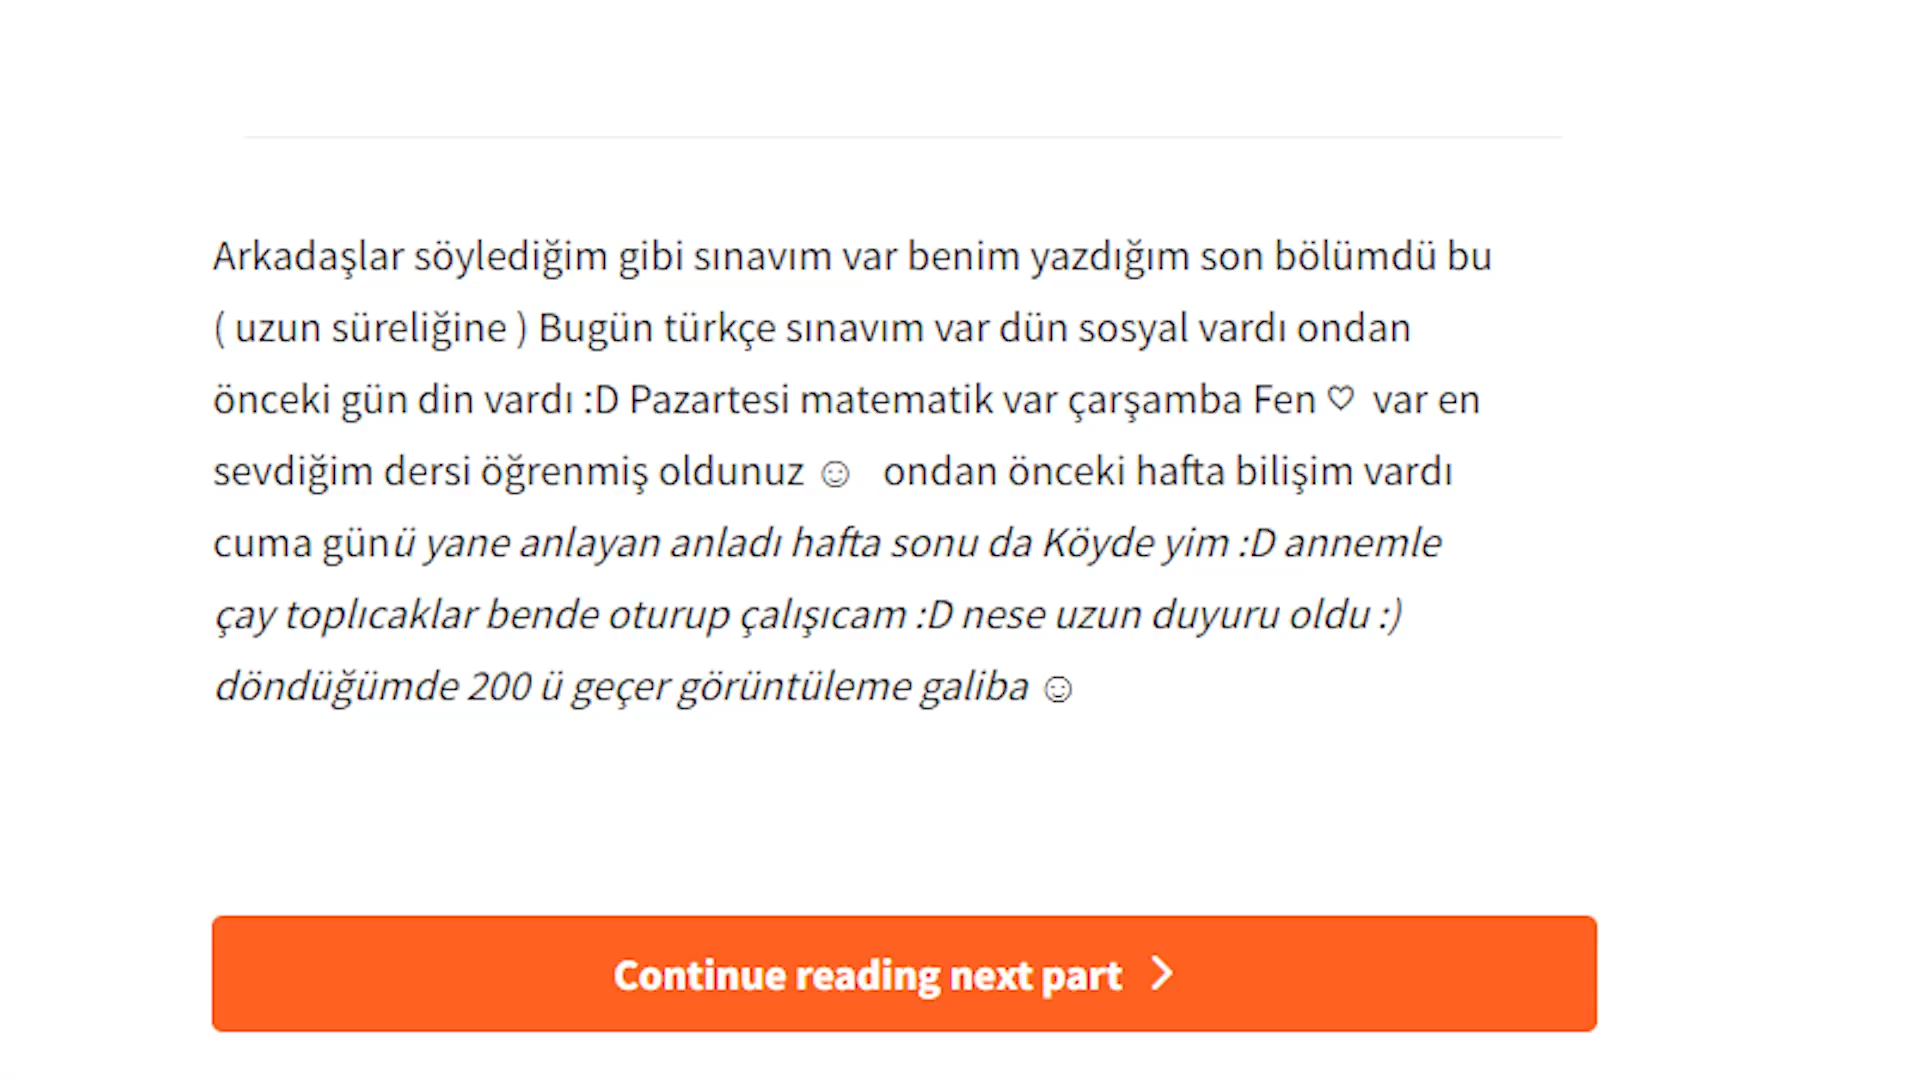 Arkadaşlar söylediğim gibi sınavım var benim yazdığım son bölümdü bu
( uzun süreliğine ) Bugün türkçe sınavım var dün sosyal vardı ondan
önceki gün din vardı :D Pazartesi matematik var çarşamba Fen ♡ var en
sevdiğim dersi öğrenmiş oldunuz ☺ ondan önceki hafta bilişim vardı
cuma günü yane anlayan anladı hafta sonu da Köyde yim :D annemle
çay toplıcaklar bende oturup çalışıcam :D nese uzun duyuru oldu :)
döndüğümde 200 ü geçer görüntüleme galiba ☺
Continue reading next part >